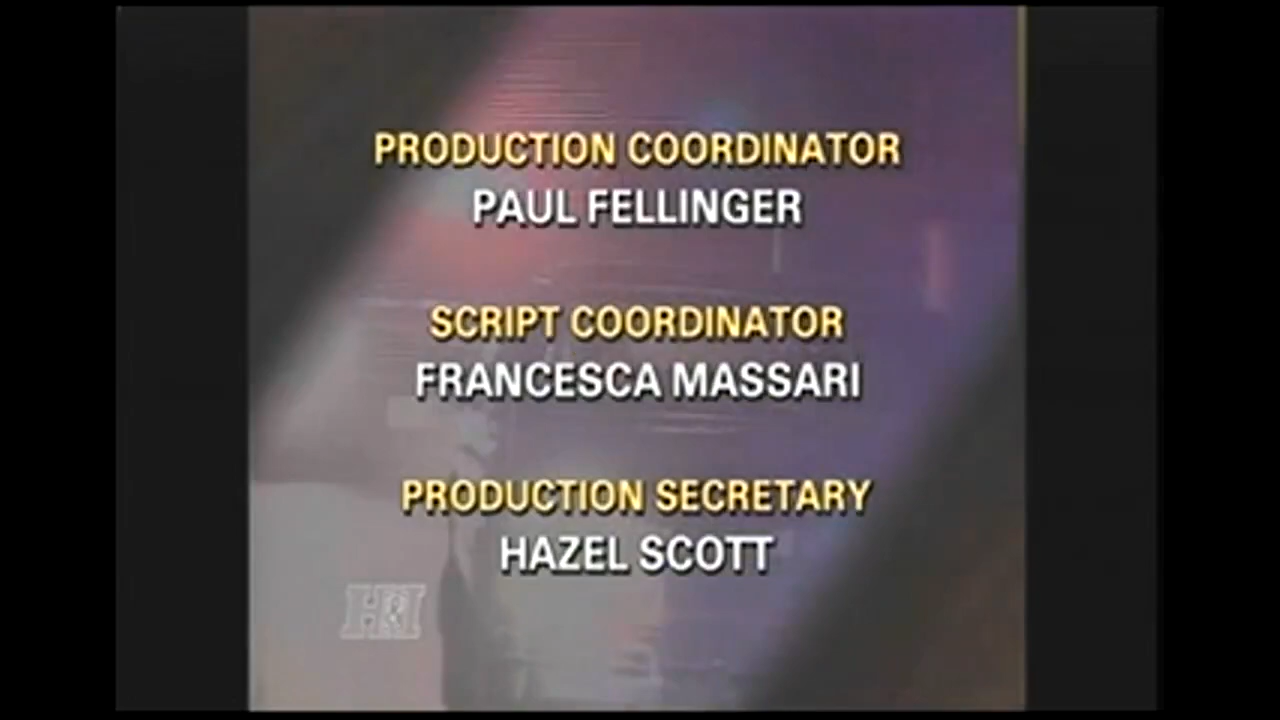 PRODUCTION COORDINATOR
PAUL FELLINGER
SCRIPT COORDINATOR
FRANCESCA MASSARI
PRODUCTION SECRETARY
HAZEL SCOTT
H&I